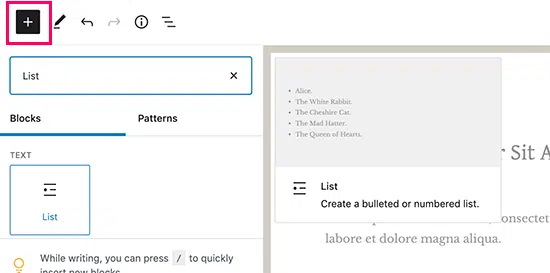 List
Blocks
Patterns
TEXT
List
While writing, you can press / to quickly
insert new blocks.
• Alice.
• The White Rabbit.
• The Cheshire Cat.
• The Mad Hatter.
• The Queen of Hearts.
List
Create a bulleted or numbered list.
r Sit A
onsectet
labore et dolore magna aliqua.